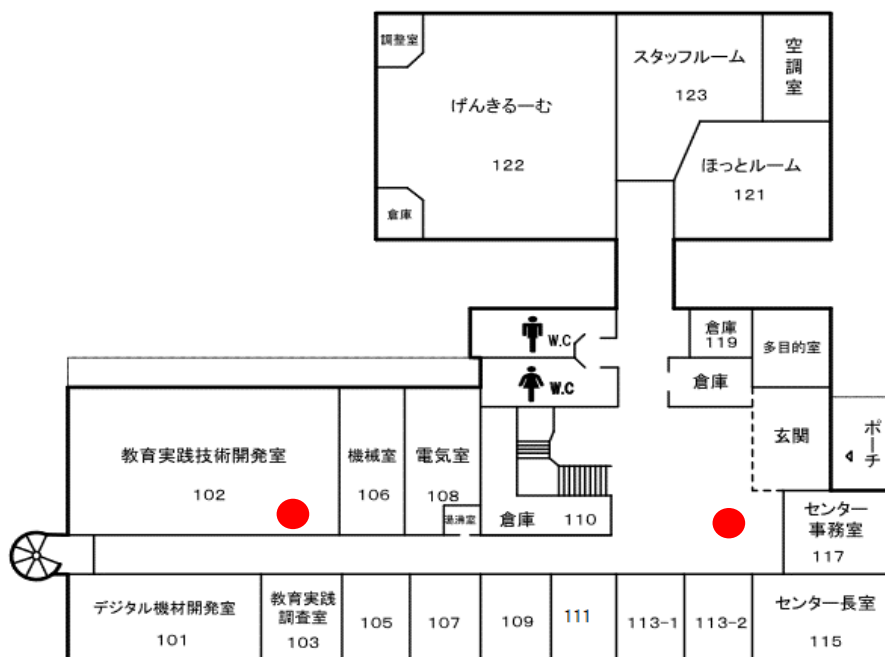 調整室
げんきるーむ
122
倉庫
スタッフルーム
123
空調室
ほっとルーム
121
W.C
W.C
倉庫
119
多目的室
倉庫
玄関
ポーチ
教育実践技術開発室
102
機械室
106
電気室
108
湯沸室
倉庫 110
センター
事務室
117
デジタル機材開発室
101
教育実践
調査室
103
105
107
109
111
113-1
113-2
センター長室
115